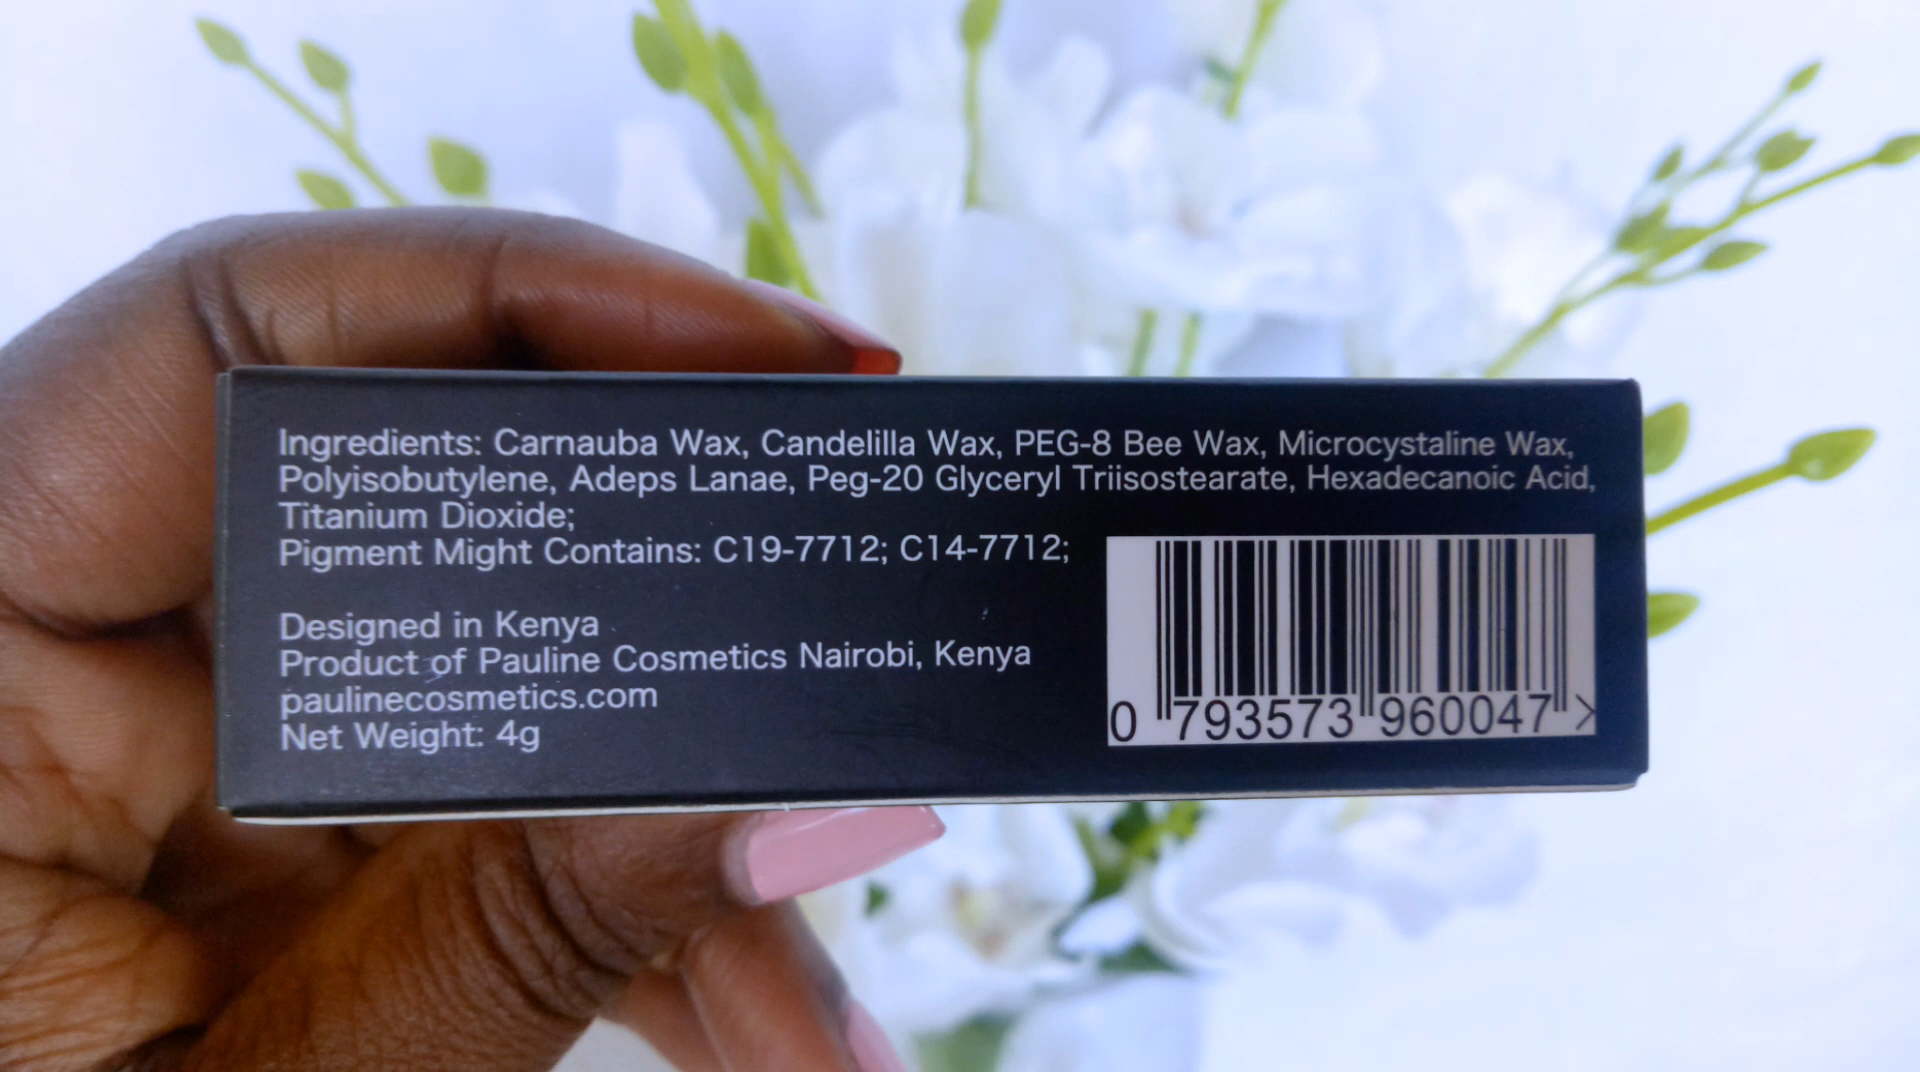 Ingredients: Carnauba Wax, Candelilla Wax, PEG-8 Bee Wax, Microcystaline Wax,
Polyisobutylene, Adeps Lanae, Peg-20 Glyceryl Triisostearate, Hexadecanoic Acid,
Titanium Dioxide;
Pigment Might Contains: C19-7712; C14-7712;
Designed in Kenya
Product of Pauline Cosmetics Nairobi, Kenya
paulinecosmetics.com
Net Weight: 4g
0 793573 960047 >